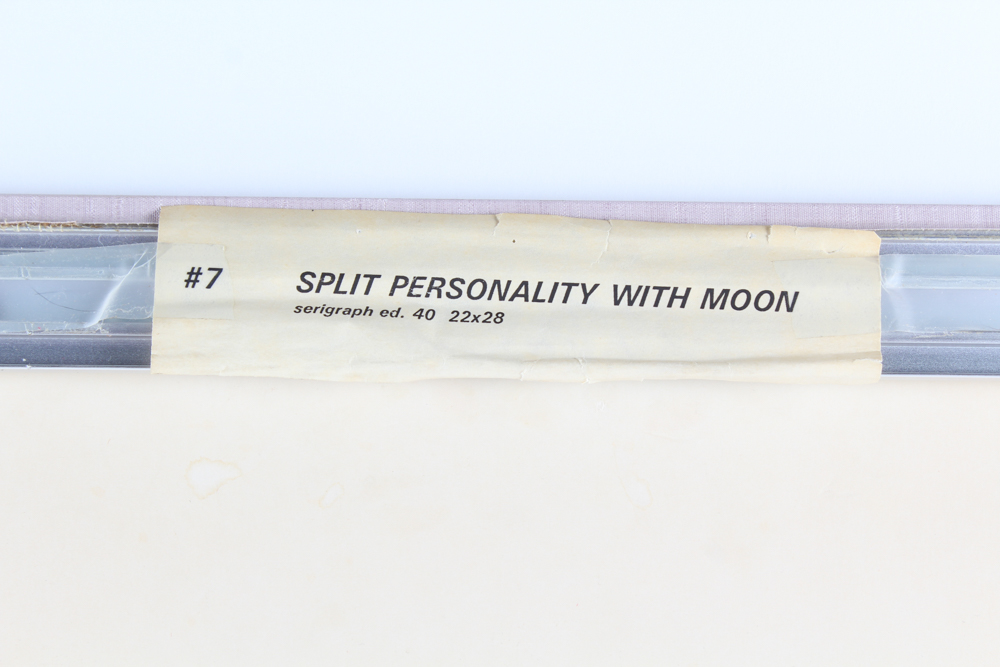 #7 SPLIT PERSONALITY WITH MOON
serigraph ed. 40 22x28